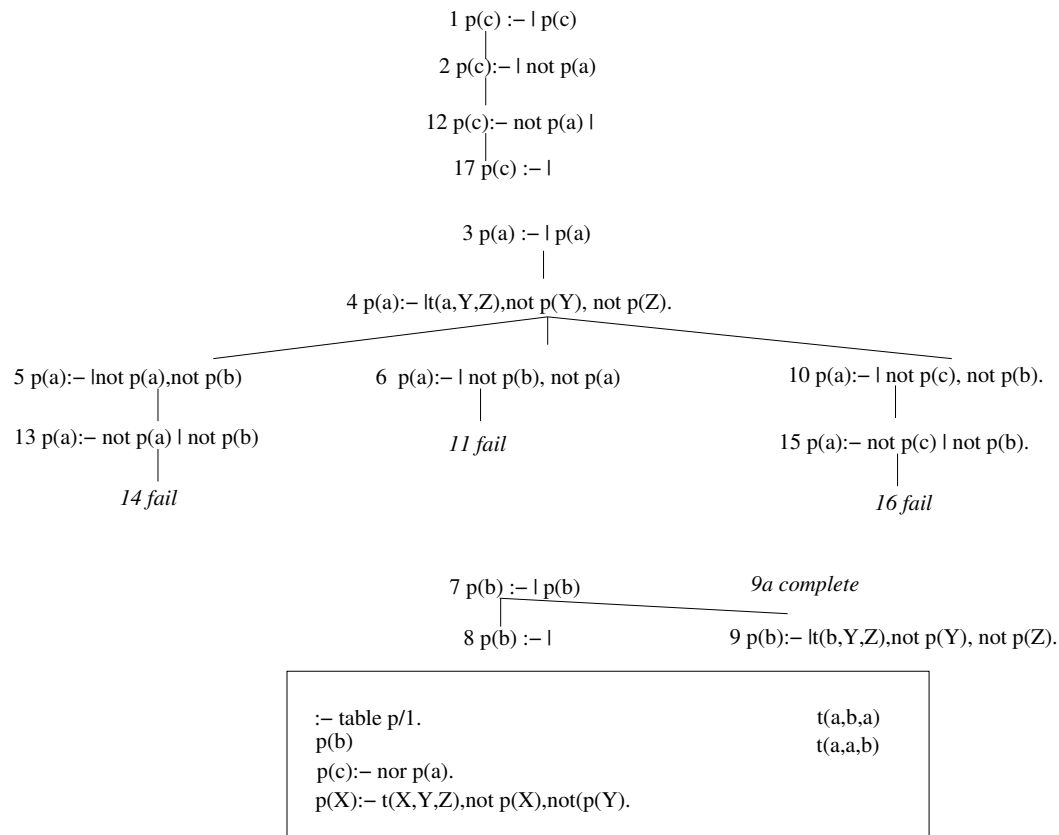 1 p(c) :– | p(c)
2 p(c):– | not p(a)
12 p(c):– not p(a) |
17 p(c) :– |
3 p(a) :– | p(a)
4 p(a):– |t(a,Y,Z),not p(Y), not p(Z).
5 p(a):– |not p(a),not p(b)
6 p(a):– | not p(b), not p(a)
10 p(a):– | not p(c), not p(b).
13 p(a):– not p(a) | not p(b)
11 fail
15 p(a):– not p(c) | not p(b).
14 fail
16 fail
7 p(b) :– | p(b)
9a complete
8 p(b) :– |
9 p(b):– |t(b,Y,Z),not p(Y), not p(Z).
:– table p/1.
t(a,b,a)
p(b)
t(a,a,b)
p(c):– nor p(a).
p(X):– t(X,Y,Z),not p(X),not(p(Y).